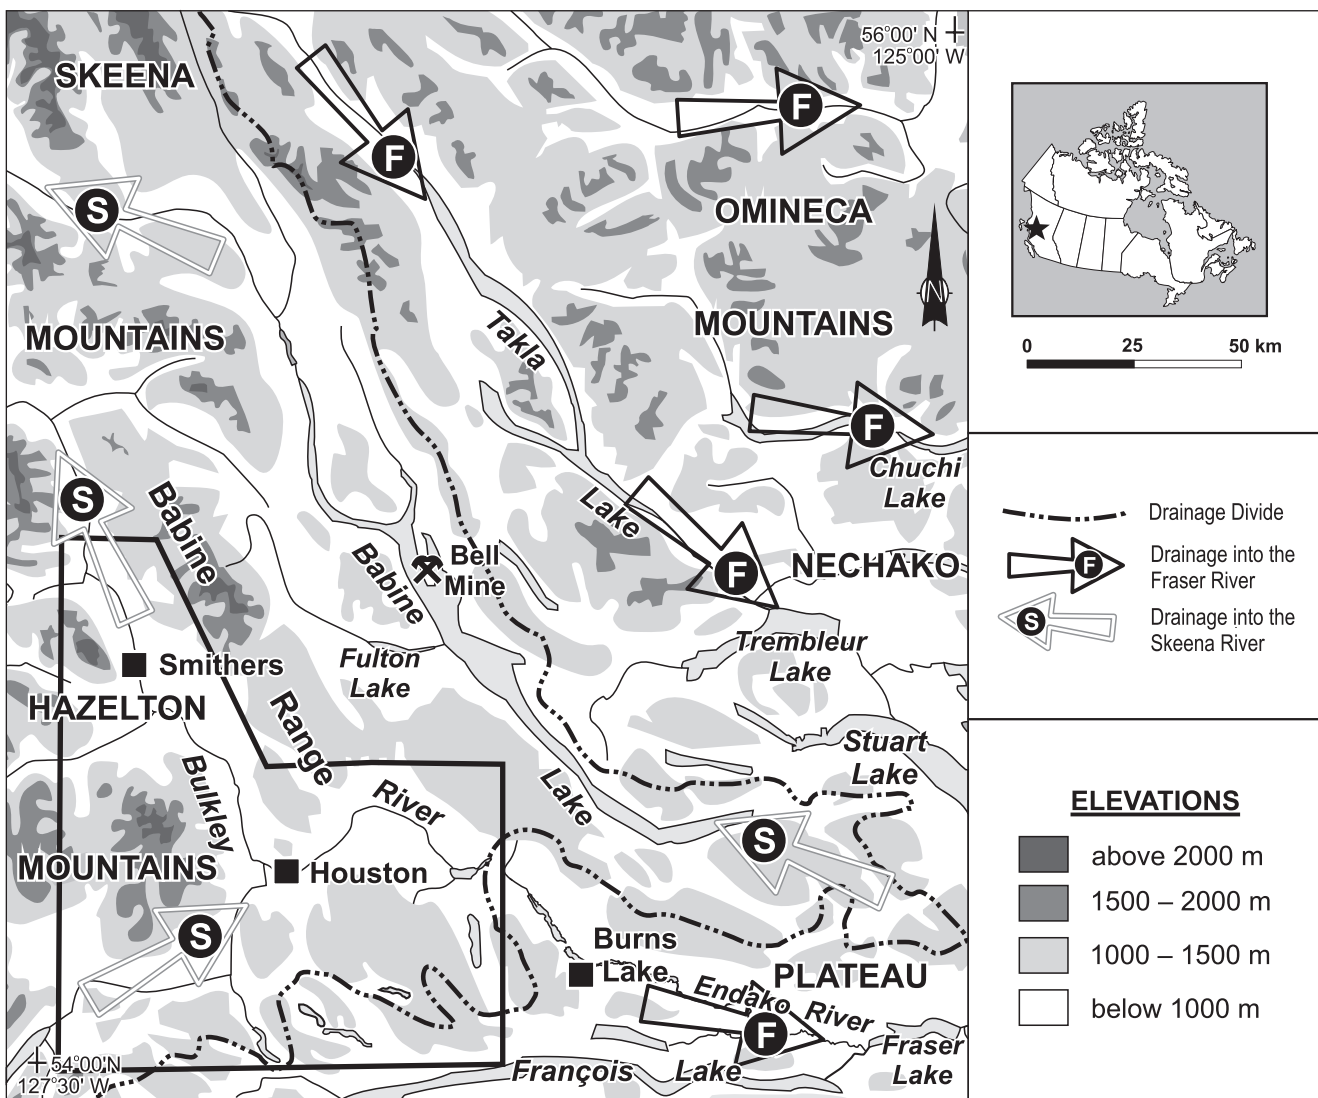 SKEENA
56°00' N
125°00' W
F
F
S
OMINECA
N
MOUNTAINS
MOUNTAINS
Takla
F
Chuchi
Lake
S
Babine
Lake
Bell
Mine
Babine
F
NECHAKO
Trembleur
Lake
Fulton
Lake
Smithers
HAZELTON
Range
Stuart
Lake
Bulkley
River
Lake
S
MOUNTAINS
Houston
S
Burns
Lake
PLATEAU
Endako River
F
Fraser
Lake
François Lake
54°00'N
127°30' W
0 25 50 km
Drainage Divide
F
Drainage into the
Fraser River
S
Drainage into the
Skeena River
ELEVATIONS
above 2000 m
1500 – 2000 m
1000 – 1500 m
below 1000 m